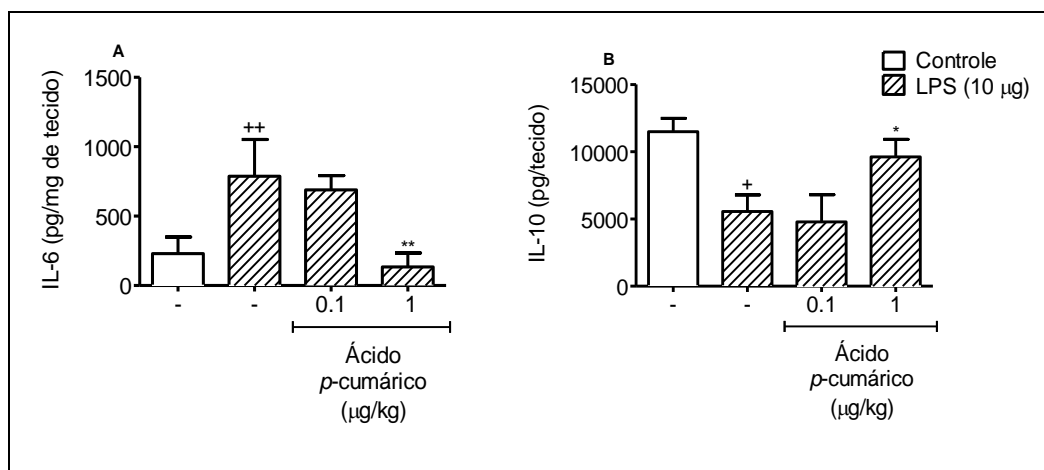 A
IL-6 (pg/mg de tecido)
1500
1000
500
0
++
**
-
-
0.1
1
Ácido
p-cumárico
(μg/kg)
B
Controle
LPS (10 μg)
IL-10 (pg/tecido)
15000
10000
5000
0
+
*
-
-
0.1
1
Ácido
p-cumárico
(μg/kg)